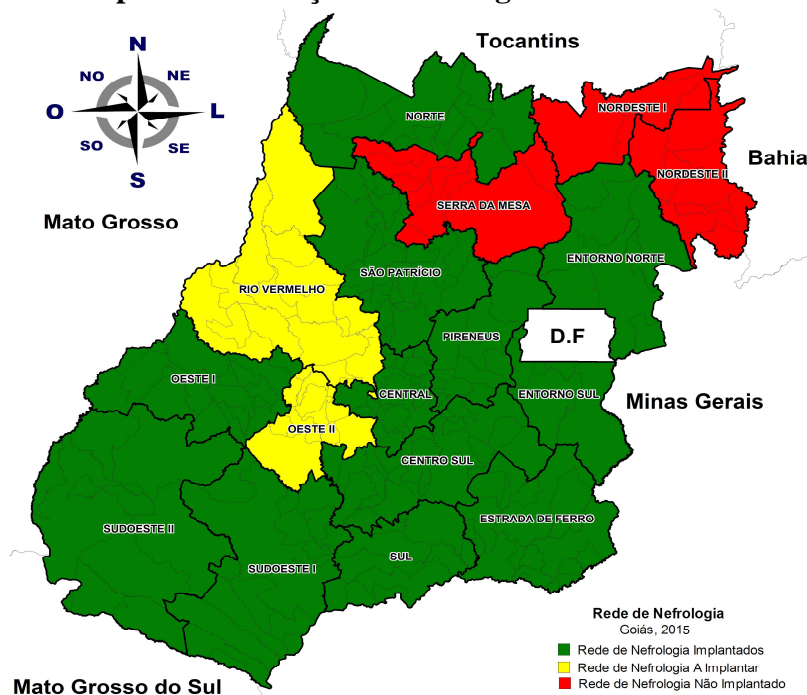 Tocantins
N
NO
NE
O
L
SO
SE
S
NORTE
NORDESTE I
Bahia
NORDESTE II
SERRA DA MESA
Mato Grosso
ENTORNO NORTE
SÃO PATRÍCIO
RIO VERMELHO
PIRENEUS
D.F
OESTE I
CENTRAL
ENTORNO SUL
Minas Gerais
OESTE II
CENTRO SUL
SUDOESTE II
ESTRADA DE FERRO
SUL
SUDOESTE I
Rede de Nefrologia
Goiás, 2015
Rede de Nefrologia Implantados
Rede de Nefrologia A Implantar
Rede de Nefrologia Não Implantado
Mato Grosso do Sul